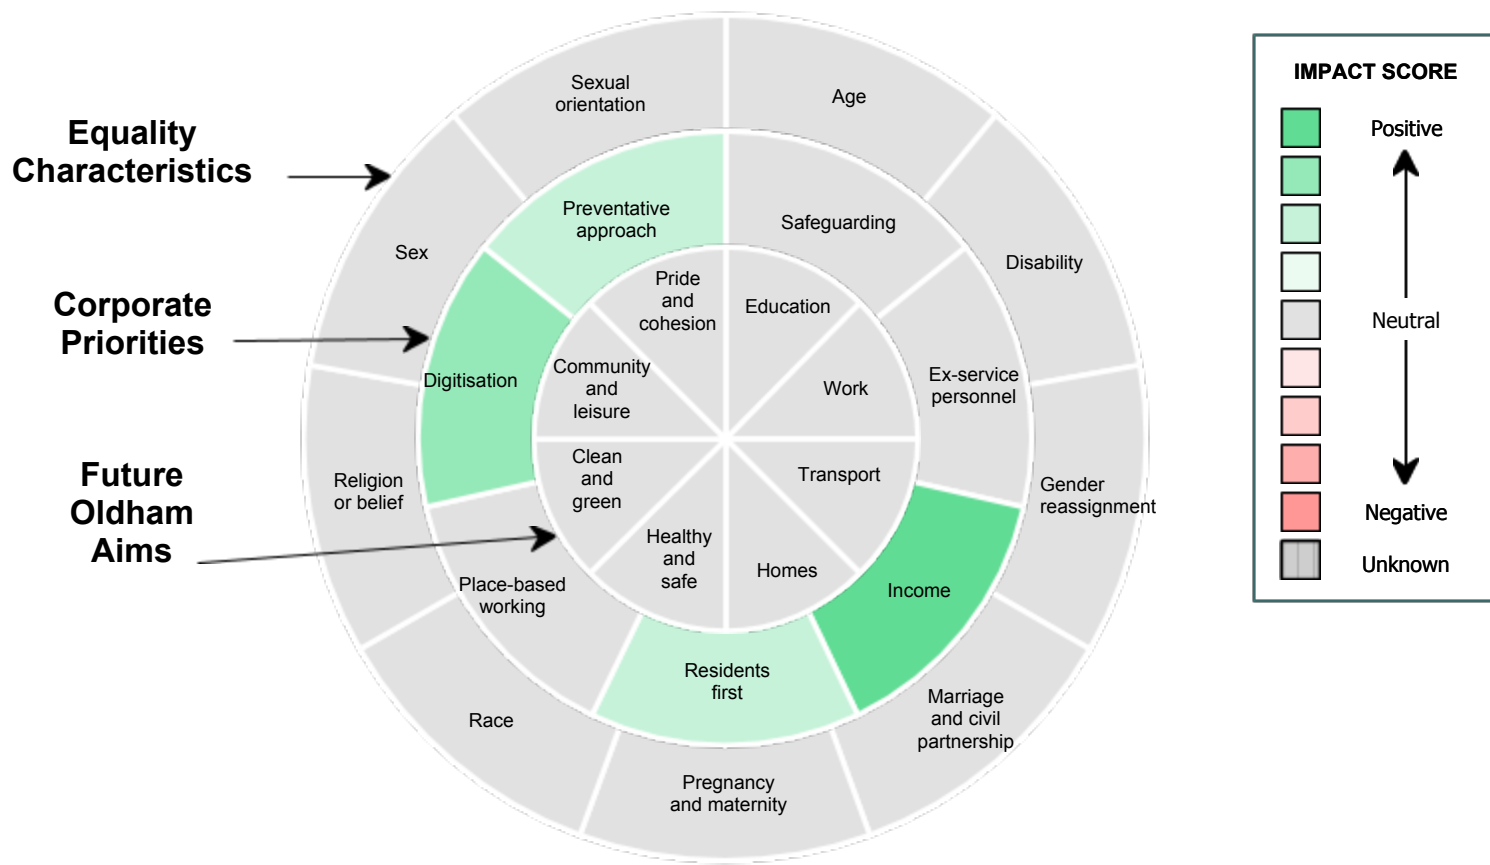 Equality
Characteristics
Corporate
Priorities
Future
Oldham
Aims
Sexual
orientation
Age
Disability
Gender
reassignment
Marriage
and civil
partnership
Pregnancy
and maternity
Race
Religion
or belief
Sex
Preventative
approach
Safeguarding
Ex-service
personnel
Income
Residents
first
Place-based
working
Digitisation
Pride
and
cohesion
Education
Work
Transport
Homes
Healthy
and
safe
Clean
and
green
Community
and
leisure
IMPACT SCORE
Positive
Neutral
Negative
Unknown